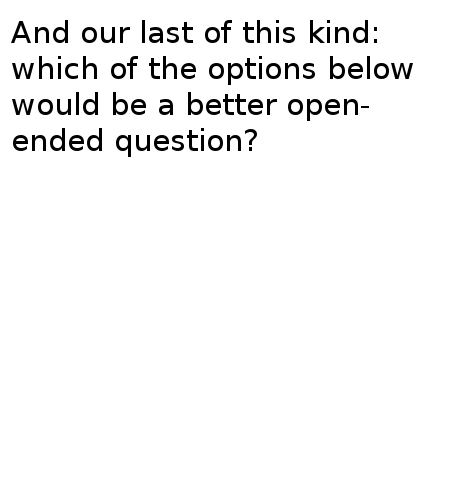 And our last of this kind:
which of the options below
would be a better open-
ended question?